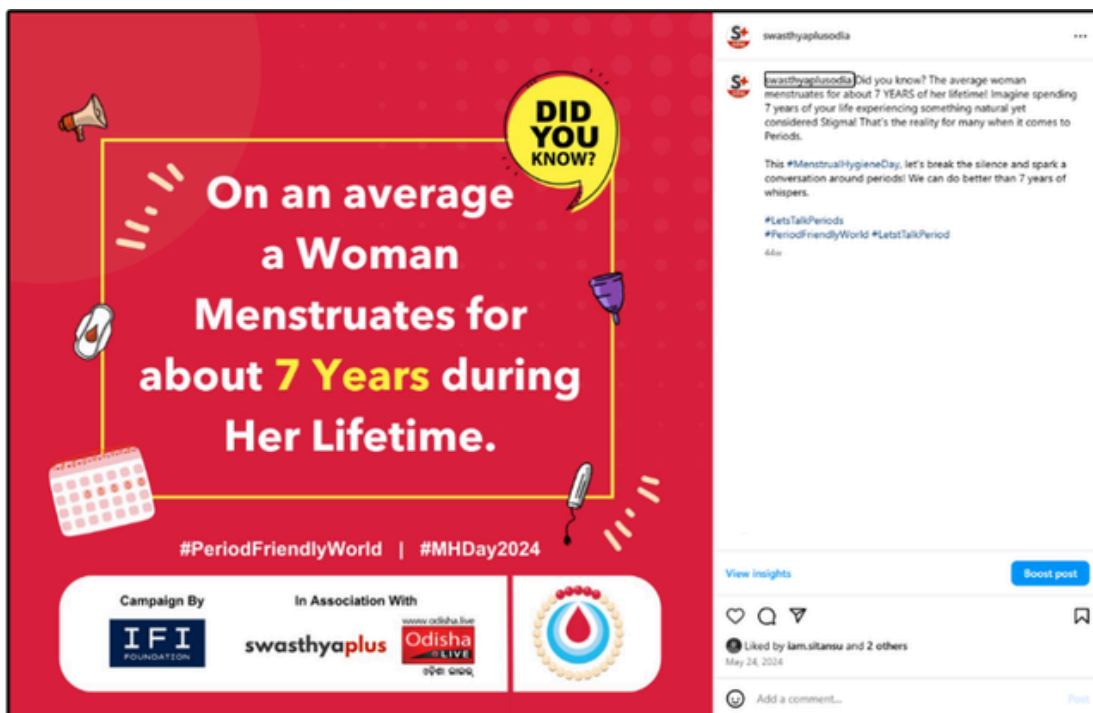 DID
YOU
KNOW?
On an average
a Woman
Menstruates for
about 7 Years during
Her Lifetime.
#PeriodFriendlyWorld | #MHDay2024
Campaign By
IFI
FOUNDATION
In Association With
swasthyaplus
www.odisha.live
Odisha
LIVE
ଓଡ଼ିଶା ଲାଇଭ୍
swasthyaplusodia
swasthyaplusodia Did you know? The average woman
menstruates for about 7 YEARS of her lifetime! Imagine spending
7 years of your life experiencing something natural yet
considered Stigma! That's the reality for many when it comes to
Periods.
This #MenstrualHygieneDay, let's break the silence and spark a
conversation around periods! We can do better than 7 years of
whispers.
#LetsTalkPeriods
#PeriodFriendlyWorld #LetstTalkPeriod
44w
View insights
Boost post
Liked by iam.sitansu and 2 others
May 24, 2024
Add a comment...
Post